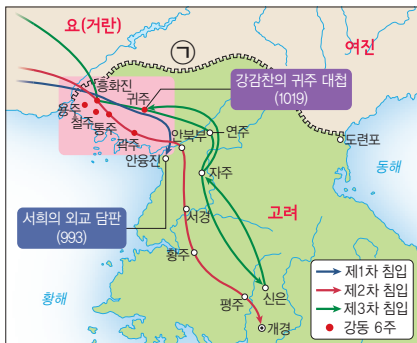 요(거란)
㉠
여진
강감찬의 귀주 대첩
(1019)
흥화진
귀주
용주
철주
통주
곽주
안북부
연주
안융진
도련포
동해
자주
서희의 외교 담판
(993)
고려
서경
황주
황해
평주
신은
개경
제1차 침입
제2차 침입
제3차 침입
강동 6주